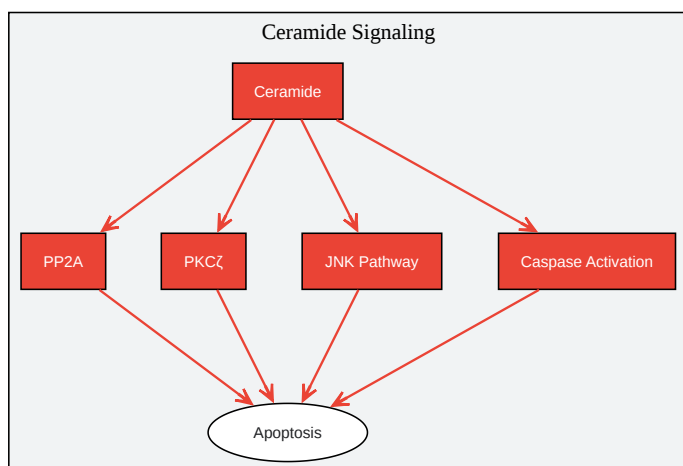 Ceramide Signaling
Ceramide
PP2A
PKCζ
JNK Pathway
Caspase Activation
Apoptosis